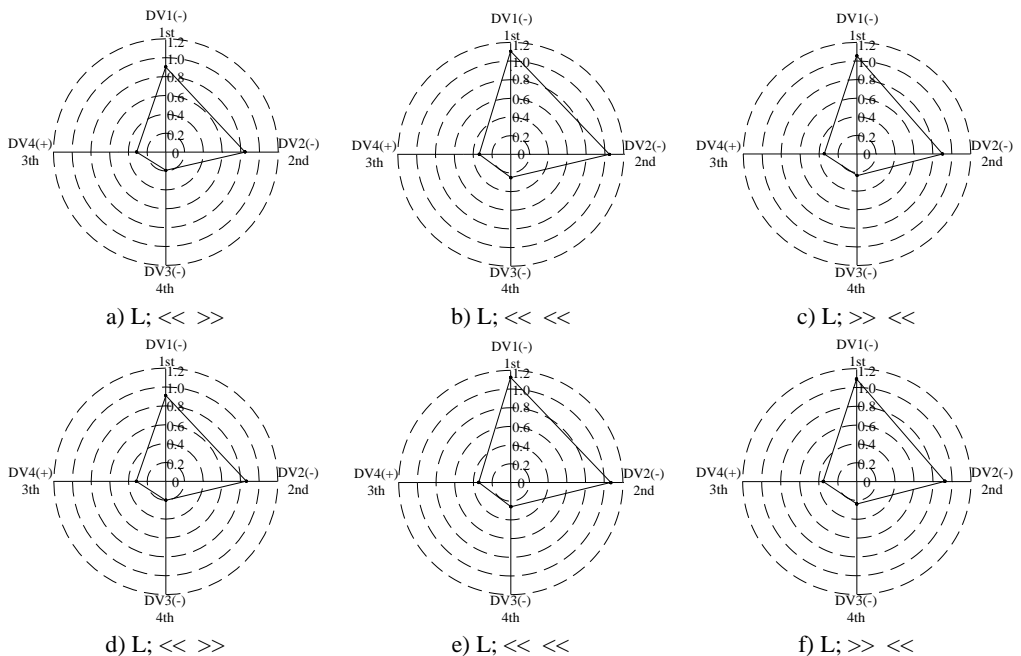 DV1(-)
1st
1.2
1.0
0.8
0.6
0.4
0.2
0
DV4(+)
3th
DV2(-)
2nd
DV3(-)
4th
a) L; << >>
DV1(-)
1st
1.2
1.0
0.8
0.6
0.4
0.2
0
DV4(+)
3th
DV2(-)
2nd
DV3(-)
4th
b) L; << <<
DV1(-)
1st
1.2
1.0
0.8
0.6
0.4
0.2
0
DV4(+)
3th
DV2(-)
2nd
DV3(-)
4th
c) L; >> <<
DV1(-)
1st
1.2
1.0
0.8
0.6
0.4
0.2
0
DV4(+)
3th
DV2(-)
2nd
DV3(-)
4th
d) L; << >>
DV1(-)
1st
1.2
1.0
0.8
0.6
0.4
0.2
0
DV4(+)
3th
DV2(-)
2nd
DV3(-)
4th
e) L; << <<
DV1(-)
1st
1.2
1.0
0.8
0.6
0.4
0.2
0
DV4(+)
3th
DV2(-)
2nd
DV3(-)
4th
f) L; >> <<